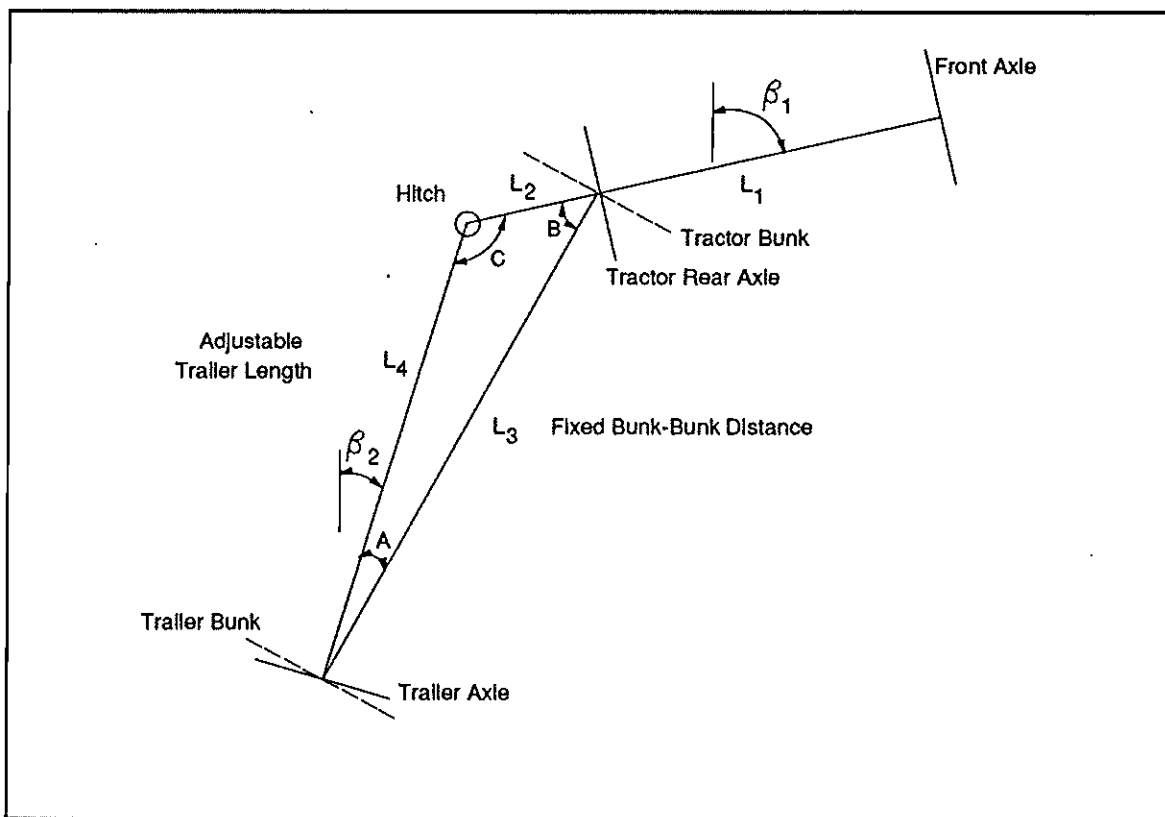 Front Axle
β1
L1
Hitch
L2
B
C
Tractor Bunk
Tractor Rear Axle
Adjustable
Trailer Length
L4
L3 Fixed Bunk-Bunk Distance
β2
A
Trailer Bunk
Trailer Axle